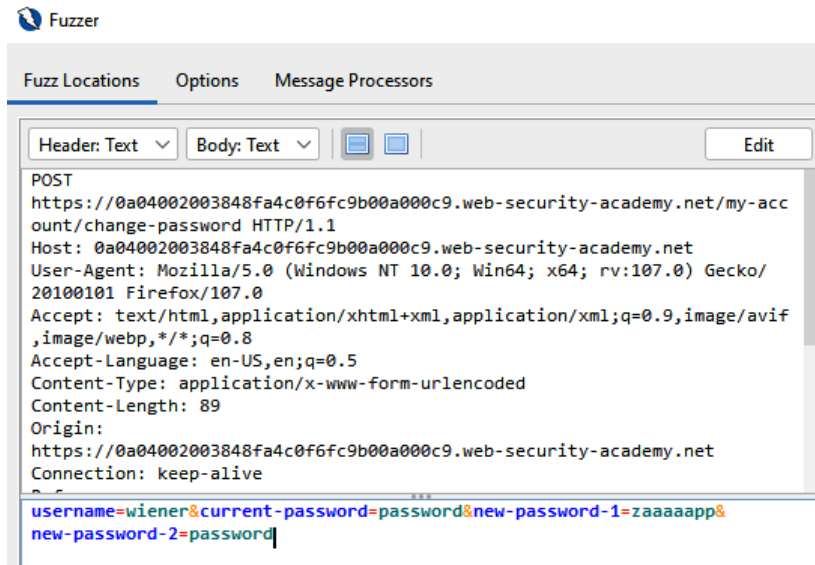 Fuzzer
Fuzz Locations Options Message Processors
Header: Text Body: Text Edit
POST
https://0a04002003848fa4c0f6fc9b00a000c9.web-security-academy.net/my-acc
ount/change-password HTTP/1.1
Host: 0a04002003848fa4c0f6fc9b00a000c9.web-security-academy.net
User-Agent: Mozilla/5.0 (Windows NT 10.0; Win64; x64; rv:107.0) Gecko/
20100101 Firefox/107.0
Accept: text/html,application/xhtml+xml,application/xml;q=0.9,image/avif
,image/webp,*/*;q=0.8
Accept-Language: en-US,en;q=0.5
Content-Type: application/x-www-form-urlencoded
Content-Length: 89
Origin:
https://0a04002003848fa4c0f6fc9b00a000c9.web-security-academy.net
Connection: keep-alive
username=wiener&current-password=password&new-password-1=zaaaaapp&
new-password-2=password